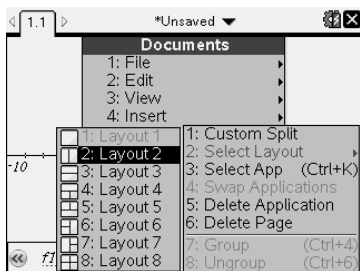 1.1
*Unsaved
Documents
1: File
2: Edit
3: View
4: Insert
1: Layout 1
2: Layout 2
3: Layout 3
4: Layout 4
5: Layout 5
6: Layout 6
7: Layout 7
8: Layout 8
1: Custom Split
2: Select Layout
3: Select App (Ctrl+K)
4: Swap Applications
5: Delete Application
6: Delete Page
7: Group (Ctrl+4)
8: Ungroup (Ctrl+6)
-10
f1